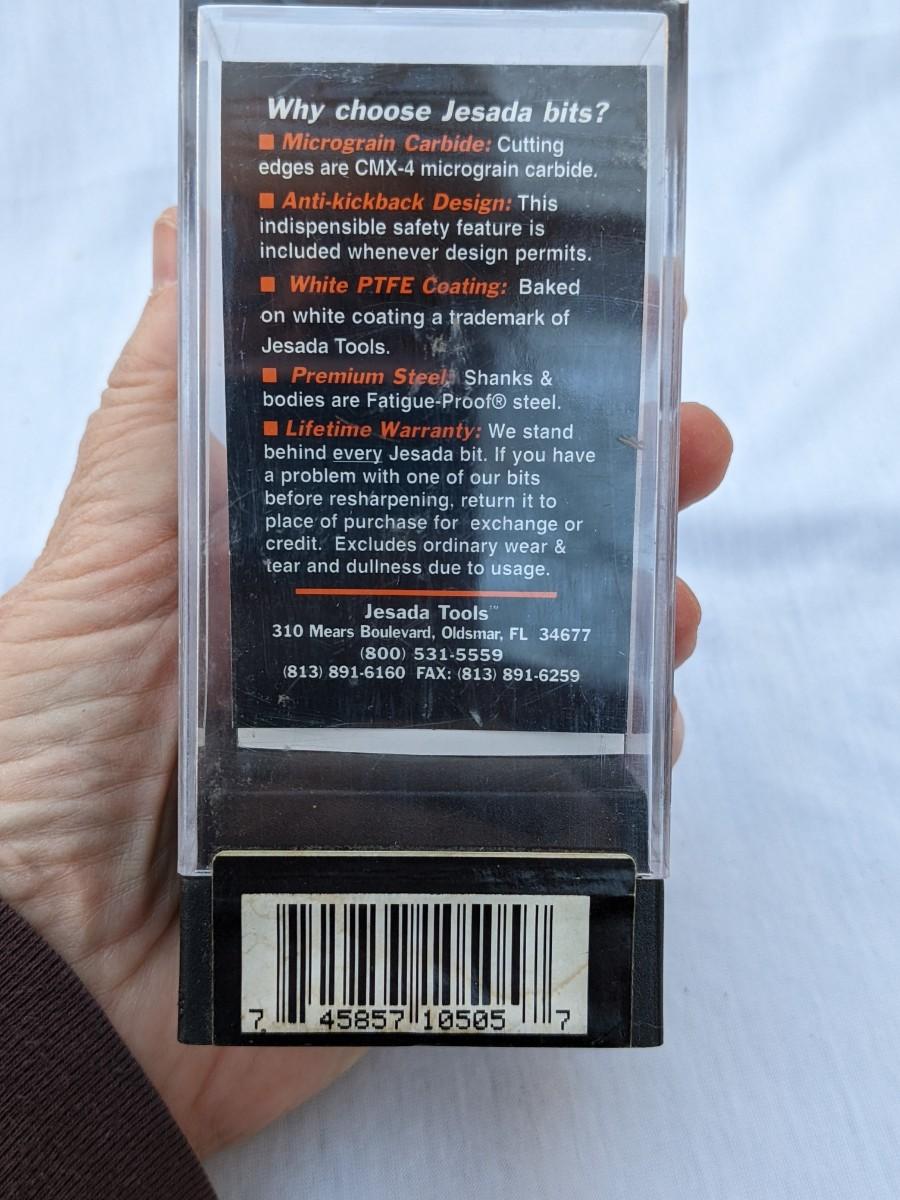 Why choose Jesada bits?
■ Micrograin Carbide: Cutting
edges are CMX-4 micrograin carbide.
■ Anti-kickback Design: This
indispensible safety feature is
included whenever design permits.
■ White PTFE Coating: Baked
on white coating a trademark of
Jesada Tools.
■ Premium Steel: Shanks &
bodies are Fatigue-Proof® steel.
■ Lifetime Warranty: We stand
behind every Jesada bit. If you have
a problem with one of our bits
before resharpening, return it to
place of purchase for exchange or
credit. Excludes ordinary wear &
tear and dullness due to usage.
Jesada Tools™
310 Mears Boulevard, Oldsmar, FL 34677
(800) 531-5559
(813) 891-6160 FAX: (813) 891-6259
7 45857 10505 7